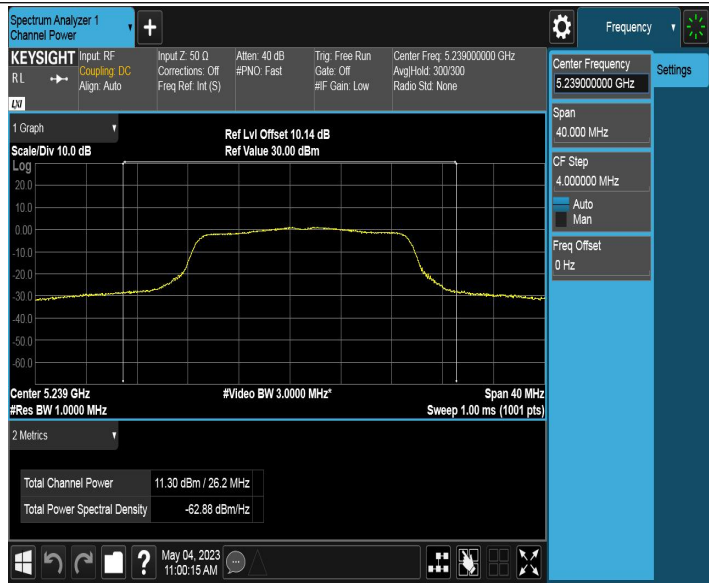 Spectrum Analyzer 1
Channel Power
+
Frequency
KEYSIGHT
RL
LXI
Input: RF
Coupling: DC
Align: Auto
Input Z: 50 Ω
Corrections: Off
Freq Ref: Int (S)
Atten: 40 dB
#PNO: Fast
Trig: Free Run
Gate: Off
#IF Gain: Low
Center Freq: 5.239000000 GHz
Avg|Hold: 300/300
Radio Std: None
Center Frequency
5.239000000 GHz
Settings
Span
40.000 MHz
CF Step
4.000000 MHz
Auto
Man
Freq Offset
0 Hz
1 Graph
Scale/Div 10.0 dB
Ref Lvl Offset 10.14 dB
Ref Value 30.00 dBm
Log
20.0
10.0
0.00
-10.0
-20.0
-30.0
-40.0
-50.0
-60.0
Center 5.239 GHz
#Res BW 1.0000 MHz
#Video BW 3.0000 MHz*
Span 40 MHz
Sweep 1.00 ms (1001 pts)
2 Metrics
Total Channel Power 11.30 dBm / 26.2 MHz
Total Power Spectral Density -62.88 dBm/Hz
?
May 04, 2023
11:00:15 AM